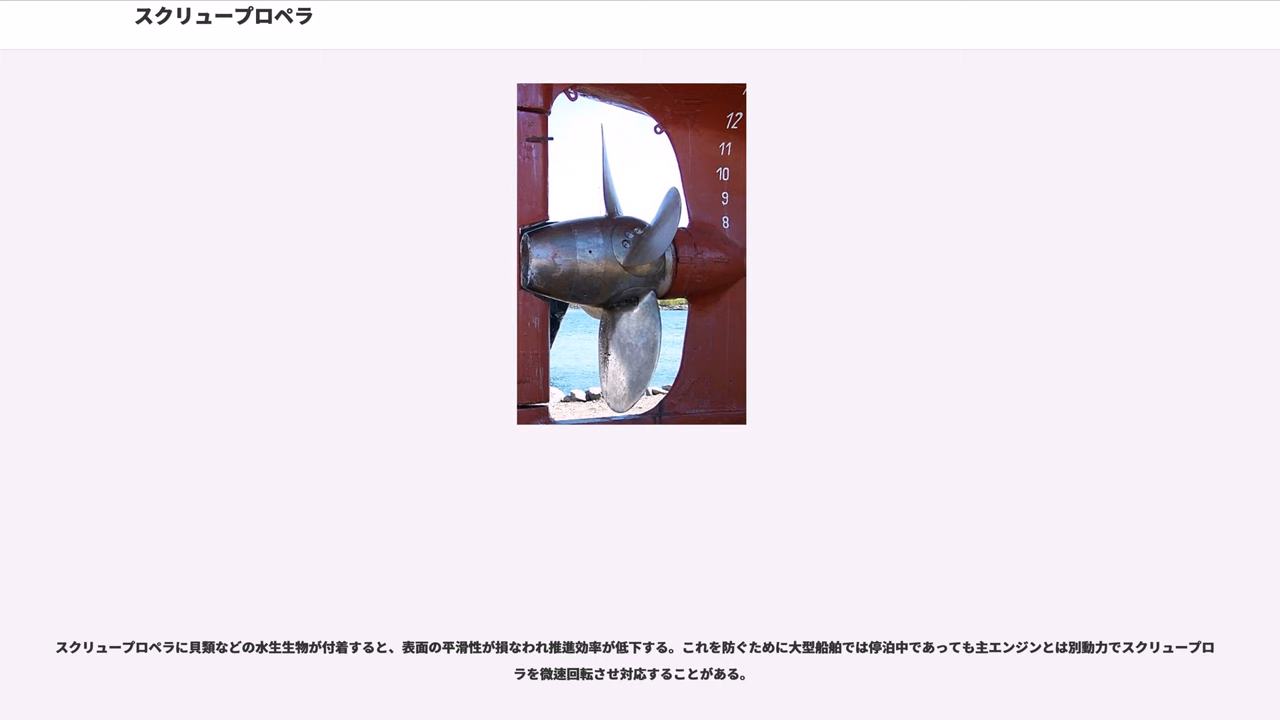 スクリュープロペラ
12
11
10
9
8
スクリュープロペラに貝類などの水生生物が付着すると、表面の平滑性が損なわれ推進効率が低下する。これを防ぐために大型船舶では停泊中であっても主エンジンとは別動力でスクリュープロ
ラを微速回転させ対応することがある。